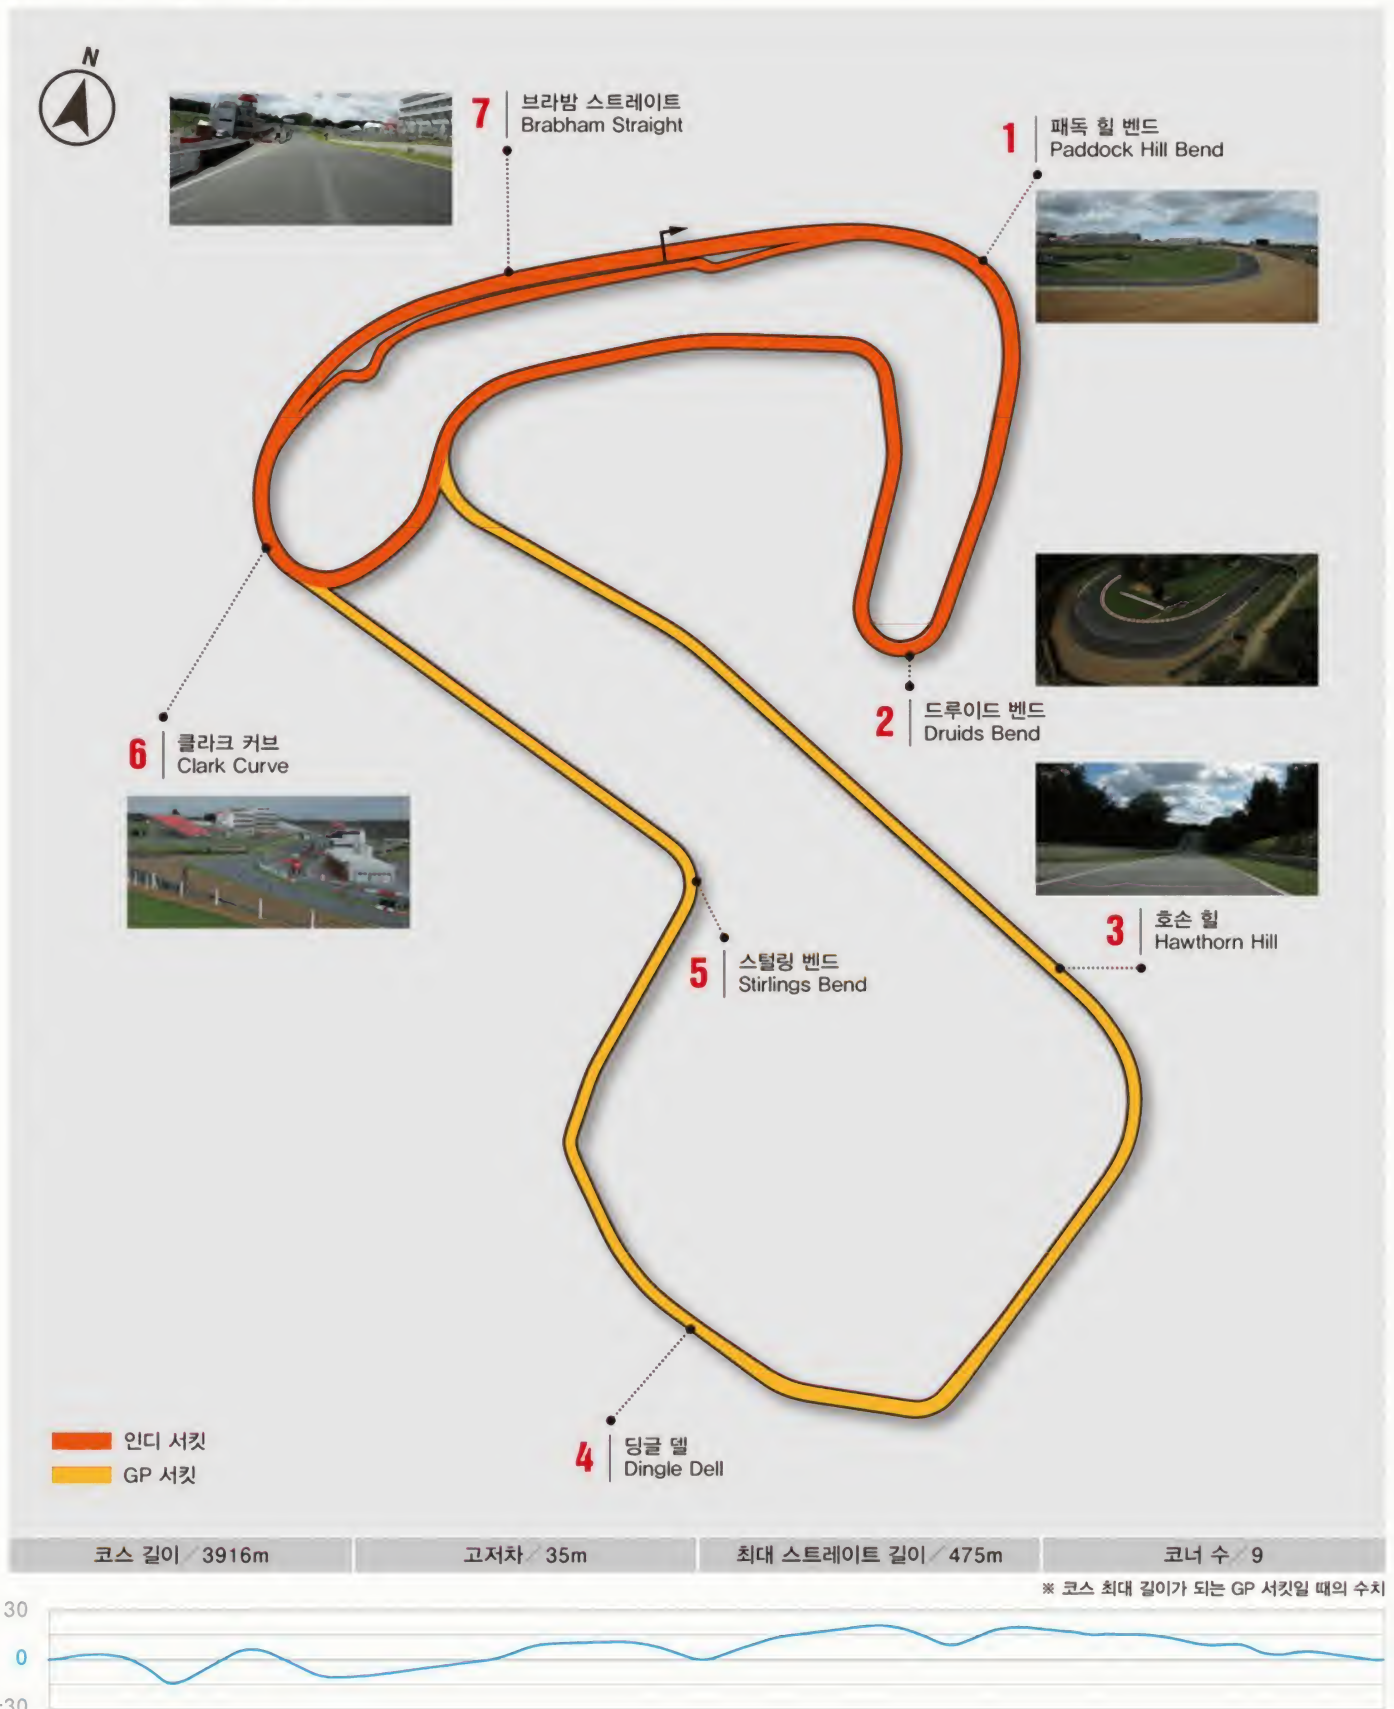 N
7
브라밤 스트레이트
Brabham Straight
1
패독 힐 벤드
Paddock Hill Bend
2
드루이드 벤드
Druids Bend
6
클라크 커브
Clark Curve
3
호손 힐
Hawthorn Hill
5
스털링 벤드
Stirlings Bend
4
딩글 델
Dingle Dell
인디 서킷
GP 서킷
코스 길이／3916m
고저차／35m
최대 스트레이트 길이／475m
코너 수／9
※ 코스 최대 길이가 되는 GP 서킷일 때의 수치
30
0
-30